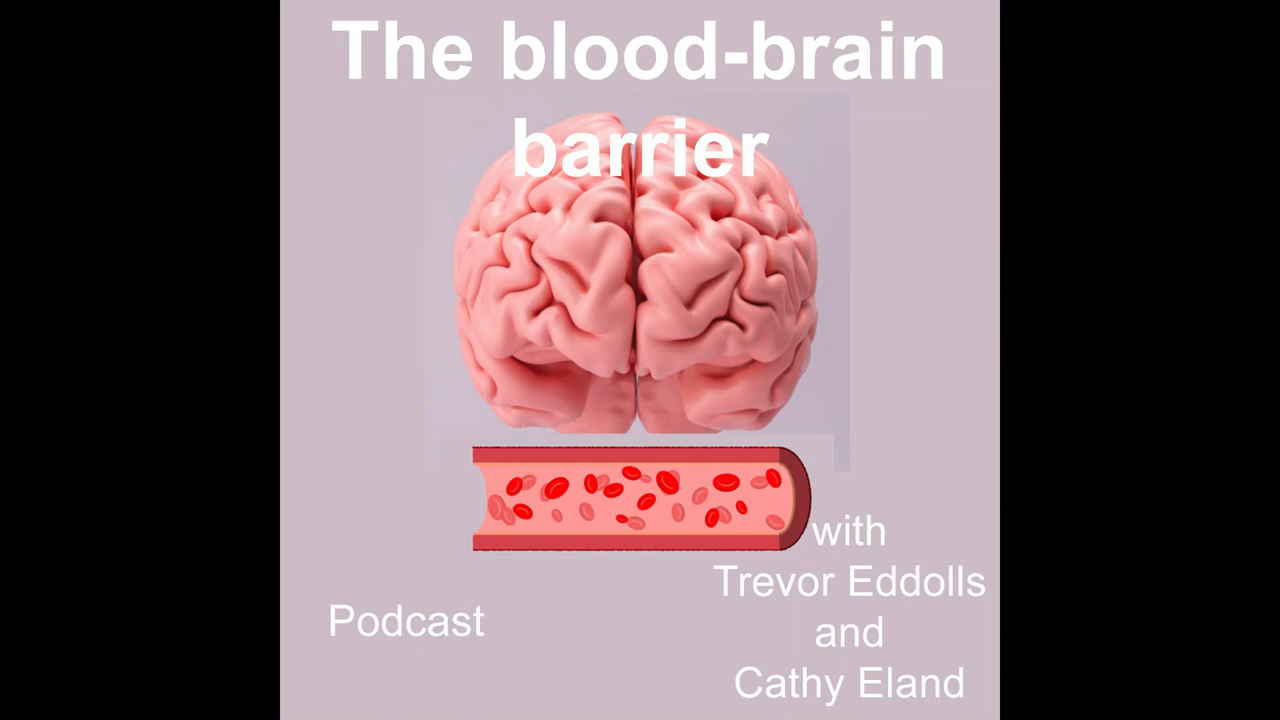 The blood-brain
barrier
with
Trevor Eddolls
and
Cathy Eland
Podcast